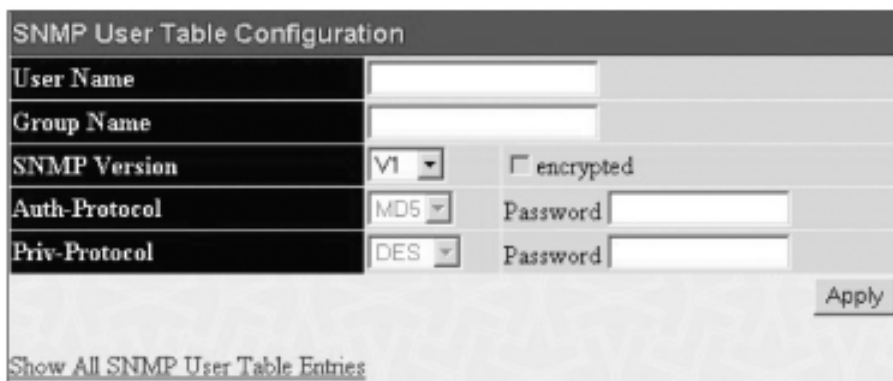 SNMP User Table Configuration
User Name
Group Name
SNMP Version V1 encrypted
Auth-Protocol MD5 Password
Priv-Protocol DES Password
Apply
Show All SNMP User Table Entries